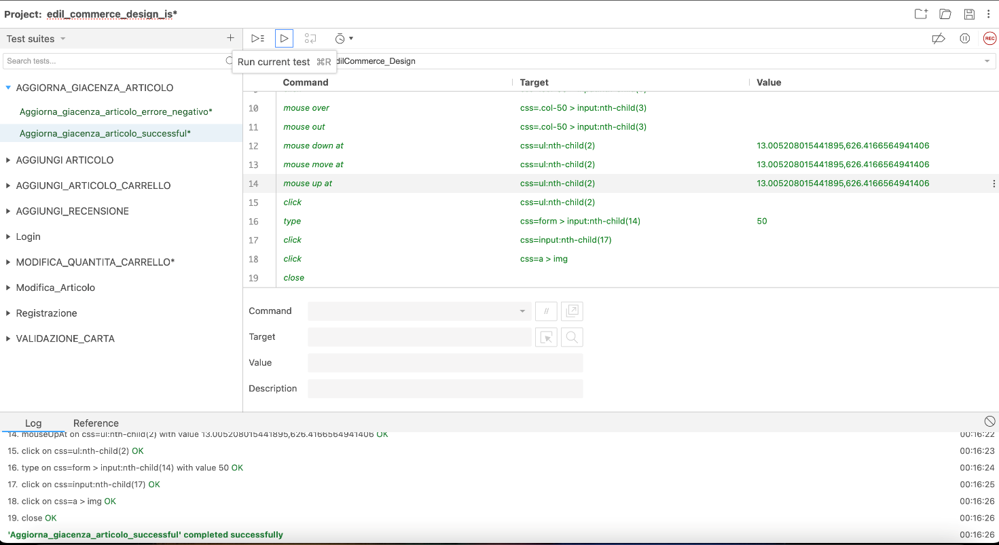 Project: edil_commerce_design_is*
Test suites
REC
Search tests...
Run current test ⌘R
dilCommerce_Design
Command Target Value
AGGIORNA_GIACENZA_ARTICOLO
Aggiorna_giacenza_articolo_errore_negativo*
Aggiorna_giacenza_articolo_successful*
AGGIUNGI ARTICOLO
AGGIUNGI_ARTICOLO_CARRELLO
AGGIUNGI_RECENSIONE
Login
MODIFICA_QUANTITA_CARRELLO*
Modifica_Articolo
Registrazione
VALIDAZIONE_CARTA
10 mouse over css=.col-50 > input:nth-child(3)
11 mouse out css=.col-50 > input:nth-child(3)
12 mouse down at css=ul:nth-child(2) 13.005208015441895,626.4166564941406
13 mouse move at css=ul:nth-child(2) 13.005208015441895,626.4166564941406
14 mouse up at css=ul:nth-child(2) 13.005208015441895,626.4166564941406
15 click css=ul:nth-child(2)
16 type css=form > input:nth-child(14) 50
17 click css=input:nth-child(17)
18 click css=a > img
19 close
Command //
Target
Value
Description
Log Reference
14. mouseUpAt on css=ul:nth-child(2) with value 13.005208015441895,626.4166564941406 OK 00:16:22
15. click on css=ul:nth-child(2) OK 00:16:23
16. type on css=form > input:nth-child(14) with value 50 OK 00:16:24
17. click on css=input:nth-child(17) OK 00:16:25
18. click on css=a > img OK 00:16:26
19. close OK 00:16:26
'Aggiorna_giacenza_articolo_successful' completed successfully 00:16:26